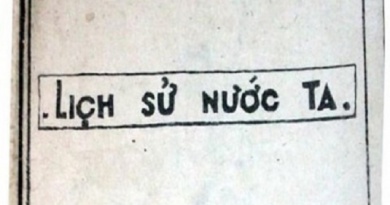 .LỊCH SỬ NƯỚC TA.